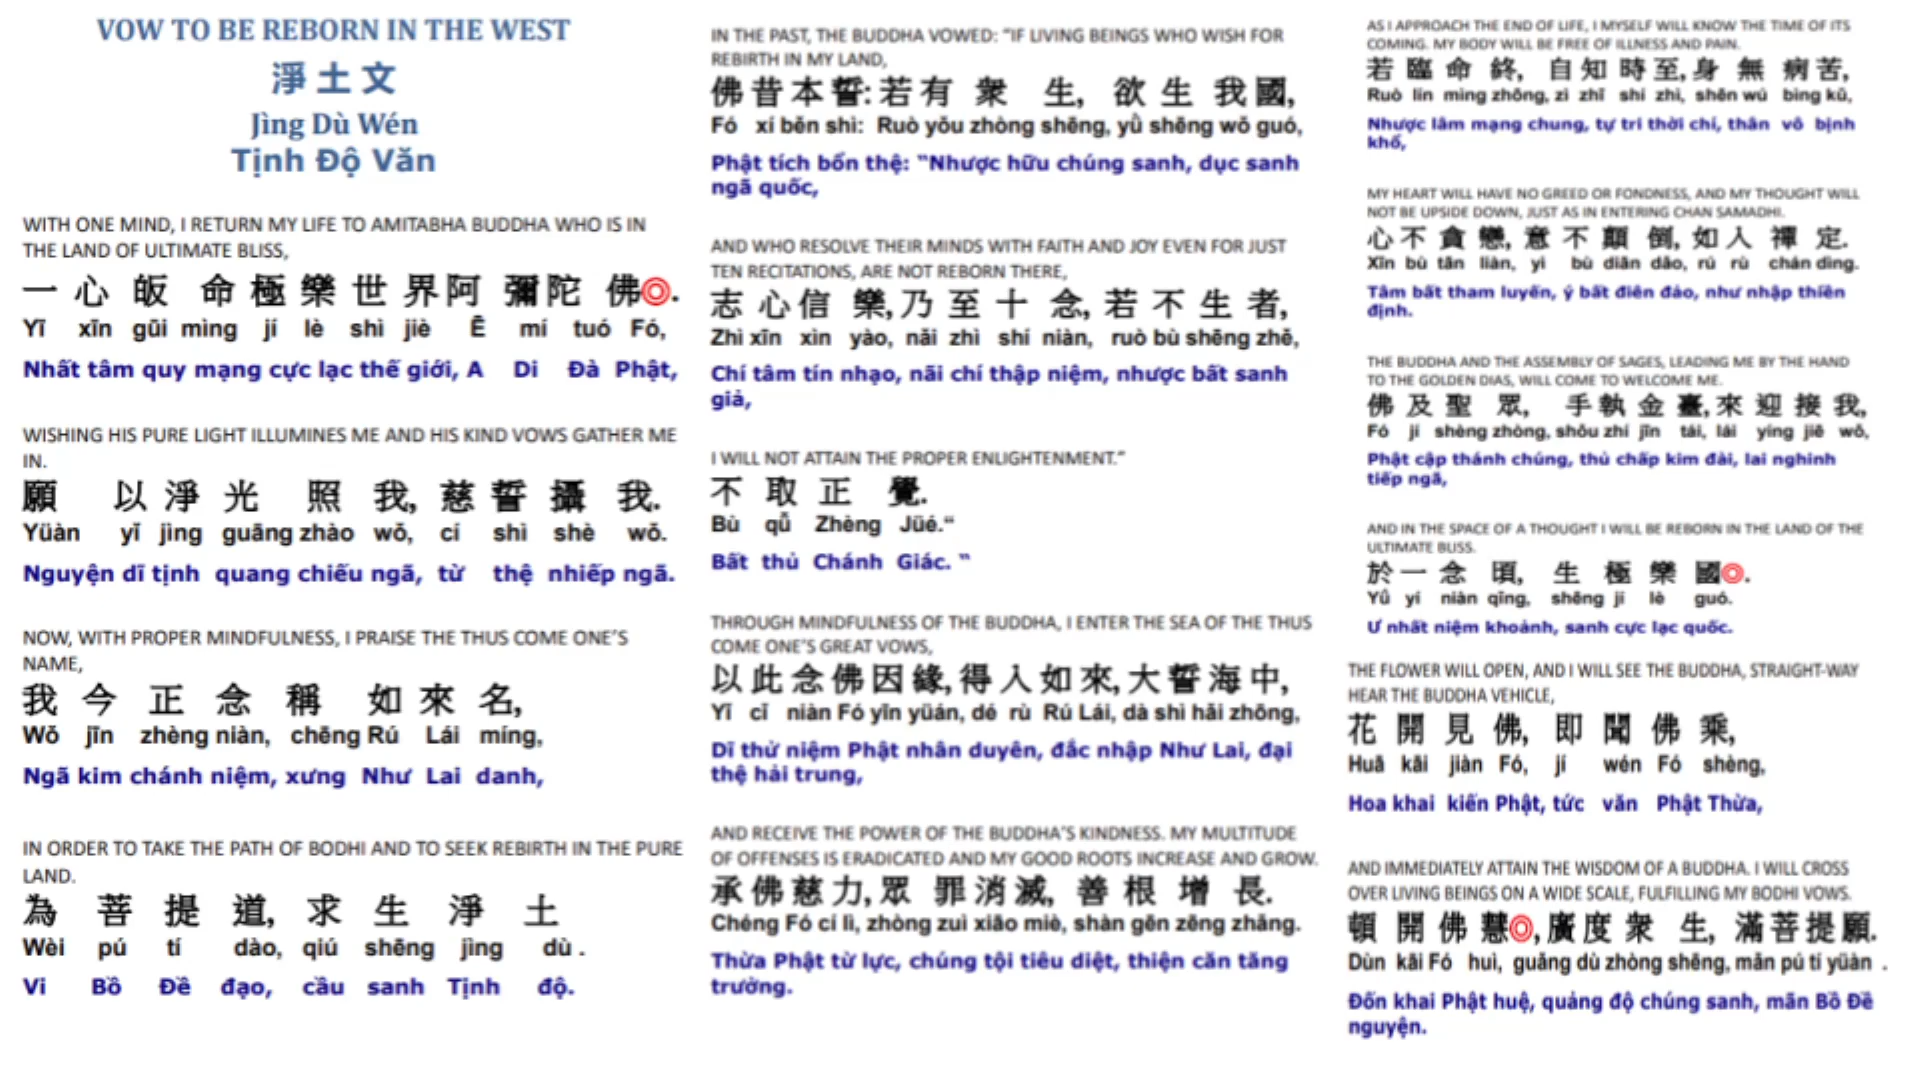 VOW TO BE REBORN IN THE WEST
淨 土 文
Jìng Dù Wén
Tịnh Độ Văn
WITH ONE MIND, I RETURN MY LIFE TO AMITABHA BUDDHA WHO IS IN
THE LAND OF ULTIMATE BLISS,
一 心 皈 命 極 樂 世 界 阿 彌 陀 佛.
Yī xīn gūi mìng jí lè shì jiè Ē mí tuó Fó,
Nhất tâm quy mạng cực lạc thế giới, A Di Đà Phật,
WISHING HIS PURE LIGHT ILLUMINES ME AND HIS KIND VOWS GATHER ME
IN.
願 以 淨 光 照 我, 慈 誓 攝 我.
Yüàn yǐ jìng guāng zhào wǒ, cí shì shè wǒ.
Nguyện dĩ tịnh quang chiếu ngã, từ thệ nhiếp ngã.
NOW, WITH PROPER MINDFULNESS, I PRAISE THE THUS COME ONE'S
NAME,
我 今 正 念 稱 如 來 名,
Wǒ jīn zhèng niàn, chēng Rú Lái míng,
Ngã kim chánh niệm, xưng Như Lai danh,
IN ORDER TO TAKE THE PATH OF BODHI AND TO SEEK REBIRTH IN THE PURE
LAND.
為 菩 提 道, 求 生 淨 土
Wèi pú tí dào, qiú shēng jìng dù .
Vi Bồ Đề đạo, cầu sanh Tịnh độ.
IN THE PAST, THE BUDDHA VOWED: "IF LIVING BEINGS WHO WISH FOR
REBIRTH IN MY LAND,
佛 昔 本 誓: 若 有 衆 生, 欲 生 我 國,
Fó xí běn shì: Ruò yǒu zhòng shēng, yǜ shēng wǒ guó,
Phật tích bổn thệ: "Nhược hữu chúng sanh, dục sanh
ngã quốc,
AND WHO RESOLVE THEIR MINDS WITH FAITH AND JOY EVEN FOR JUST
TEN RECITATIONS, ARE NOT REBORN THERE,
志 心 信 樂, 乃 至 十 念, 若 不 生 者,
Zhì xīn xìn yào, nǎi zhì shí niàn, ruò bù shēng zhě,
Chí tâm tín nhạo, nãi chí thập niệm, nhược bất sanh
giả,
I WILL NOT ATTAIN THE PROPER ENLIGHTENMENT."
不 取 正 覺.
Bù qǚ Zhèng Jüé."
Bất thủ Chánh Giác. "
THROUGH MINDFULNESS OF THE BUDDHA, I ENTER THE SEA OF THE THUS
COME ONE'S GREAT VOWS,
以 此 念 佛 因 緣, 得 入 如 來, 大 誓 海 中,
Yǐ cǐ niàn Fó yīn yüán, dé rù Rú Lái, dà shì hǎi zhōng,
Dĩ thử niệm Phật nhân duyên, đắc nhập Như Lai, đại
thệ hải trung,
AND RECEIVE THE POWER OF THE BUDDHA'S KINDNESS. MY MULTITUDE
OF OFFENSES IS ERADICATED AND MY GOOD ROOTS INCREASE AND GROW.
承 佛 慈 力, 眾 罪 消 滅, 善 根 增 長.
Chéng Fó cí lì, zhòng zuì xiāo miè, shàn gēn zēng zhǎng.
Thừa Phật từ lực, chúng tội tiêu diệt, thiện căn tăng
trưởng.
AS I APPROACH THE END OF LIFE, I MYSELF WILL KNOW THE TIME OF ITS
COMING. MY BODY WILL BE FREE OF ILLNESS AND PAIN.
若 臨 命 終, 自 知 時 至, 身 無 病 苦,
Ruò lín mìng zhōng, zì zhī shí zhì, shēn wú bìng kǔ,
Nhược lâm mạng chung, tự tri thời chí, thân vô bịnh
khổ,
MY HEART WILL HAVE NO GREED OR FONDNESS, AND MY THOUGHT WILL
NOT BE UPSIDE DOWN, JUST AS IN ENTERING CHAN SAMADHI.
心 不 貪 戀, 意 不 顛 倒, 如 入 禪 定.
Xīn bù tān liàn, yì bù diān dǎo, rú rù chán dìng.
Tâm bất tham luyến, ý bất điên đảo, như nhập thiền
định.
THE BUDDHA AND THE ASSEMBLY OF SAGES, LEADING ME BY THE HAND
TO THE GOLDEN DIAS, WILL COME TO WELCOME ME.
佛 及 聖 眾, 手 執 金 臺, 來 迎 接 我,
Fó jí shèng zhòng, shǒu zhí jīn tái, lái yíng jiē wǒ,
Phật cập thánh chúng, thủ chấp kim đài, lai nghinh
tiếp ngã,
AND IN THE SPACE OF A THOUGHT I WILL BE REBORN IN THE LAND OF THE
ULTIMATE BLISS.
於 一 念 頃, 生 極 樂 國.
Yǘ yí niàn qǐng, shēng jí lè guó.
Ư nhất niệm khoảnh, sanh cực lạc quốc.
THE FLOWER WILL OPEN, AND I WILL SEE THE BUDDHA, STRAIGHT-WAY
HEAR THE BUDDHA VEHICLE,
花 開 見 佛, 即 聞 佛 乘,
Huā kāi jiàn Fó, jí wén Fó shèng,
Hoa khai kiến Phật, tức văn Phật Thừa,
AND IMMEDIATELY ATTAIN THE WISDOM OF A BUDDHA. I WILL CROSS
OVER LIVING BEINGS ON A WIDE SCALE, FULFILLING MY BODHI VOWS.
頓 開 佛 慧, 廣 度 衆 生, 滿 菩 提 願.
Dùn kāi Fó huì, guǎng dù zhòng shēng, mǎn pú tí yüàn .
Đốn khai Phật huệ, quảng độ chúng sanh, mãn Bồ Đề
nguyện.